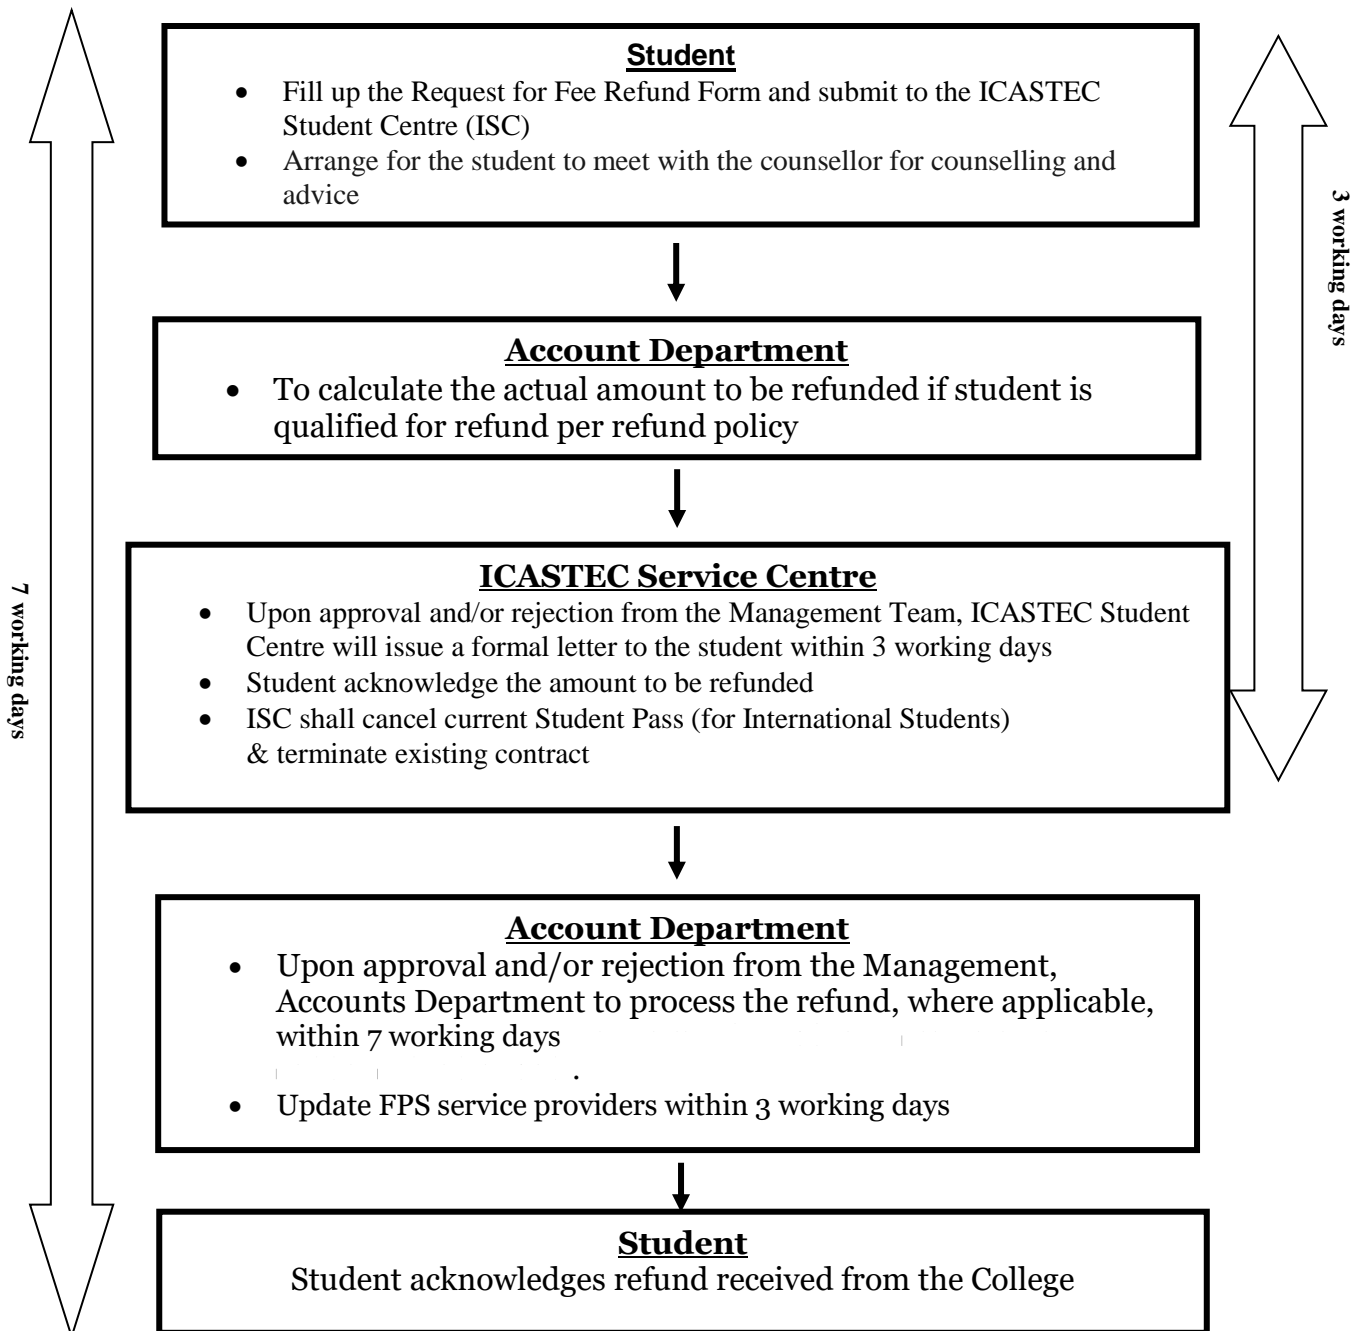 Student
• Fill up the Request for Fee Refund Form and submit to the ICASTEC
Student Centre (ISC)
• Arrange for the student to meet with the counsellor for counselling and
advice
3 working days
Account Department
• To calculate the actual amount to be refunded if student is
qualified for refund per refund policy
ICASTEC Service Centre
• Upon approval and/or rejection from the Management Team, ICASTEC Student
Centre will issue a formal letter to the student within 3 working days
• Student acknowledge the amount to be refunded
• ISC shall cancel current Student Pass (for International Students)
& terminate existing contract
7 working days
Account Department
• Upon approval and/or rejection from the Management,
Accounts Department to process the refund, where applicable,
within 7 working days
.
• Update FPS service providers within 3 working days
Student
Student acknowledges refund received from the College